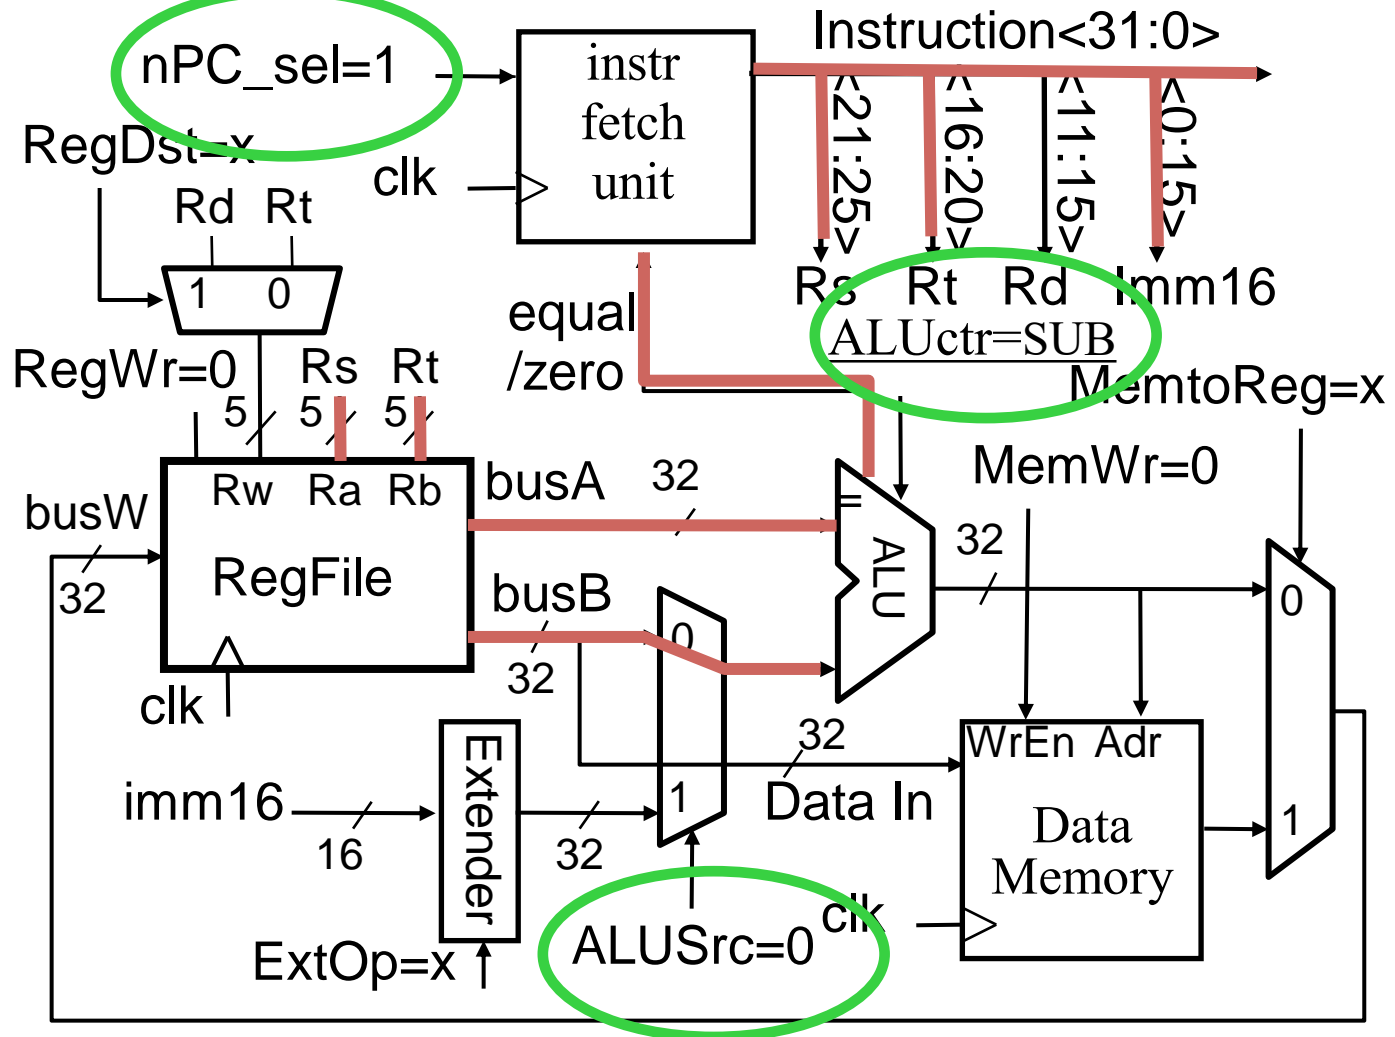 Instruction<31:0>
nPC_sel=1
instr
fetch
unit
<21:25>
<16:20>
<11:15>
<0:15>
RegDst=x
clk
Rd Rt
1 0
Rs Rt Rd Imm16
equal
/zero
ALUctr=SUB
MemtoReg=x
RegWr=0
Rs Rt
5 5 5
MemWr=0
Rw Ra Rb
busA
32
=
busW
32
RegFile
ALU
32
busB
32
0
0
clk
Extender
32
WrEn Adr
imm16
16
32
1
Data In
Data
Memory
1
clk
ExtOp=x
ALUSrc=0